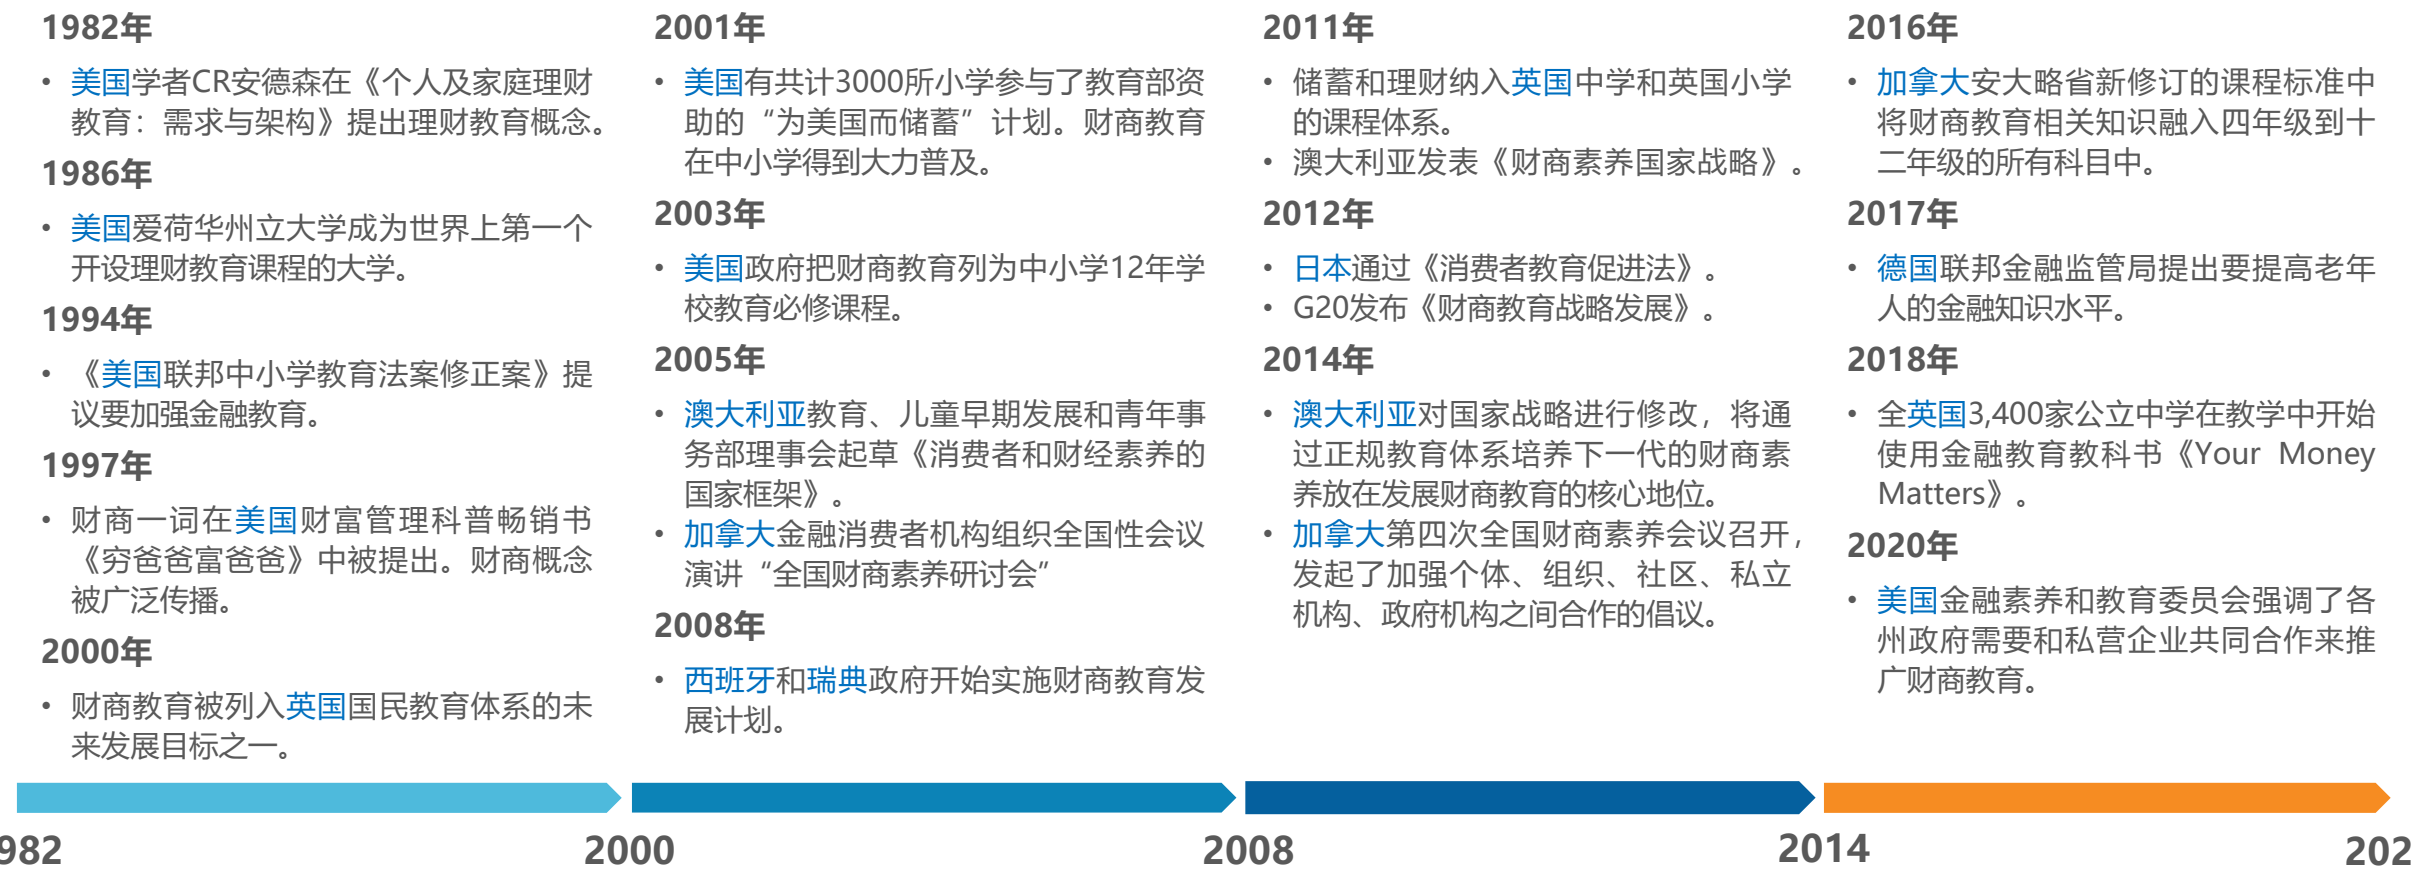 1982年
• 美国学者CR安德森在《个人及家庭理财
教育：需求与架构》提出理财教育概念。
1986年
• 美国爱荷华州立大学成为世界上第一个
开设理财教育课程的大学。
1994年
• 《美国联邦中小学教育法案修正案》提
议要加强金融教育。
1997年
• 财商一词在美国财富管理科普畅销书
《穷爸爸富爸爸》中被提出。财商概念
被广泛传播。
2000年
• 财商教育被列入英国国民教育体系的未
来发展目标之一。
2001年
• 美国有共计3000所小学参与了教育部资
助的“为美国而储蓄”计划。财商教育
在中小学得到大力普及。
2003年
• 美国政府把财商教育列为中小学12年学
校教育必修课程。
2005年
• 澳大利亚教育、儿童早期发展和青年事
务部理事会起草《消费者和财经素养的
国家框架》。
• 加拿大金融消费者机构组织全国性会议
演讲“全国财商素养研讨会”
2008年
• 西班牙和瑞典政府开始实施财商教育发
展计划。
2011年
• 储蓄和理财纳入英国中学和英国小学
的课程体系。
• 澳大利亚发表《财商素养国家战略》。
2012年
• 日本通过《消费者教育促进法》。
• G20发布《财商教育战略发展》。
2014年
• 澳大利亚对国家战略进行修改，将通
过正规教育体系培养下一代的财商素
养放在发展财商教育的核心地位。
• 加拿大第四次全国财商素养会议召开，
发起了加强个体、组织、社区、私立
机构、政府机构之间合作的倡议。
2016年
• 加拿大安大略省新修订的课程标准中
将财商教育相关知识融入四年级到十
二年级的所有科目中。
2017年
• 德国联邦金融监管局提出要提高老年
人的金融知识水平。
2018年
• 全英国3,400家公立中学在教学中开始
使用金融教育教科书《Your Money
Matters》。
2020年
• 美国金融素养和教育委员会强调了各
州政府需要和私营企业共同合作来推
广财商教育。
982
2000
2008
2014
202